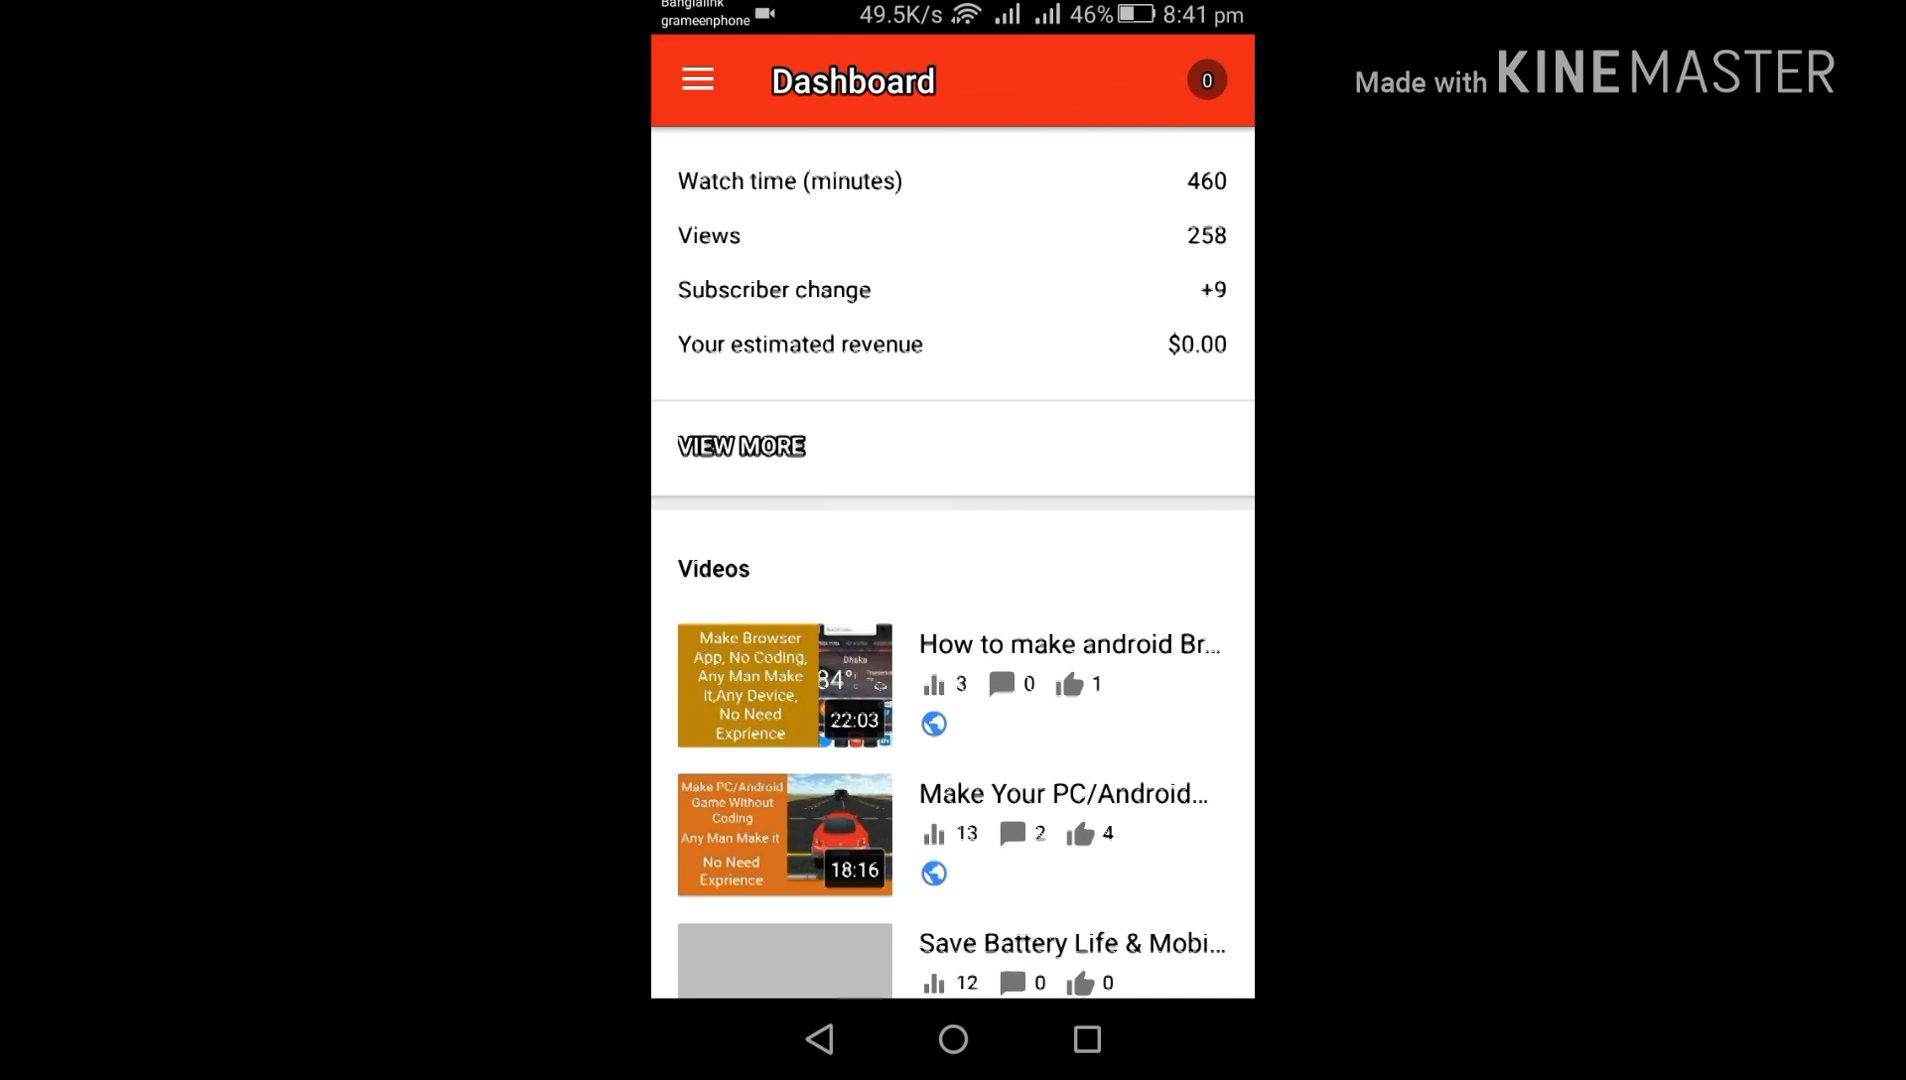 Banglalink
grameenphone
49.5K/s 46% 8:41 pm
Made with KINEMASTER
Dashboard
0
Watch time (minutes) 460
Views 258
Subscriber change +9
Your estimated revenue $0.00
VIEW MORE
Videos
Make Browser
App, No Coding,
Any Man Make
it,Any Device,
No Need
Exprience
Dhaka
84°
22:03
How to make android Br...
3 0 1
Make PC/Android
Game Without
Coding
Any Man Make it
No Need
Exprience
18:16
Make Your PC/Android...
13 2 4
Save Battery Life & Mobi...
12 0 0